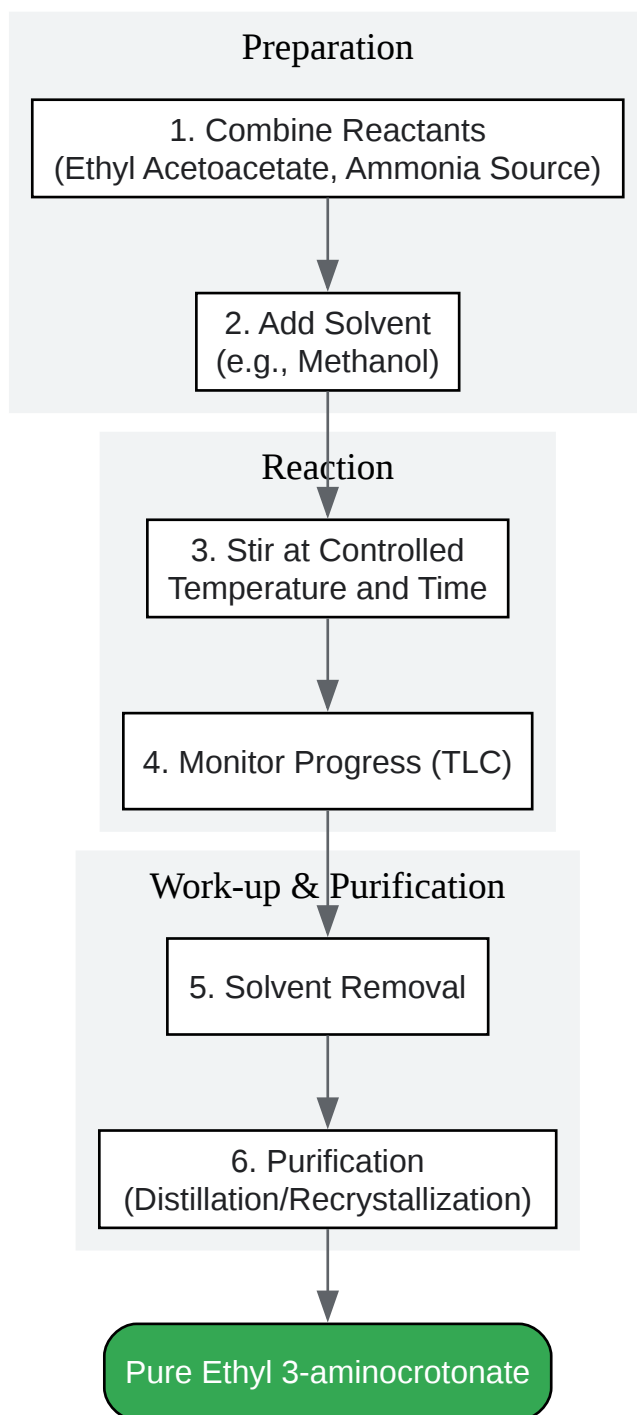 Preparation
1. Combine Reactants
(Ethyl Acetoacetate, Ammonia Source)
2. Add Solvent
(e.g., Methanol)
Reaction
3. Stir at Controlled
Temperature and Time
4. Monitor Progress (TLC)
Work-up & Purification
5. Solvent Removal
6. Purification
(Distillation/Recrystallization)
Pure Ethyl 3-aminocrotonate